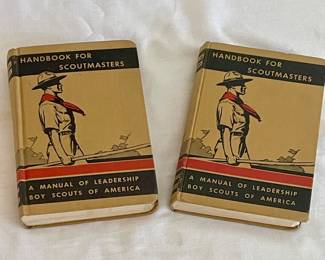 HANDBOOK FOR
SCOUTMASTERS
A MANUAL OF LEADERSHIP
BOY SCOUTS OF AMERICA
HANDBOOK FOR
SCOUTMASTERS
A MANUAL OF LEADERSHIP
BOY SCOUTS OF AMERICA